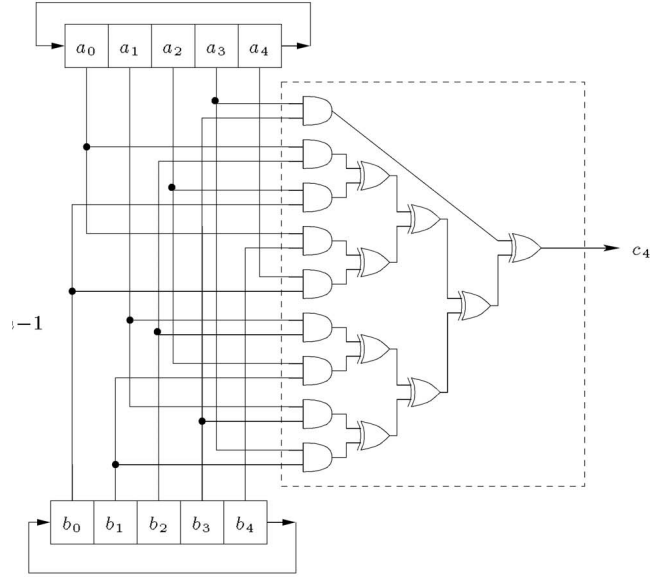 a₀ a₁ a₂ a₃ a₄
c₄
−1
b₀ b₁ b₂ b₃ b₄